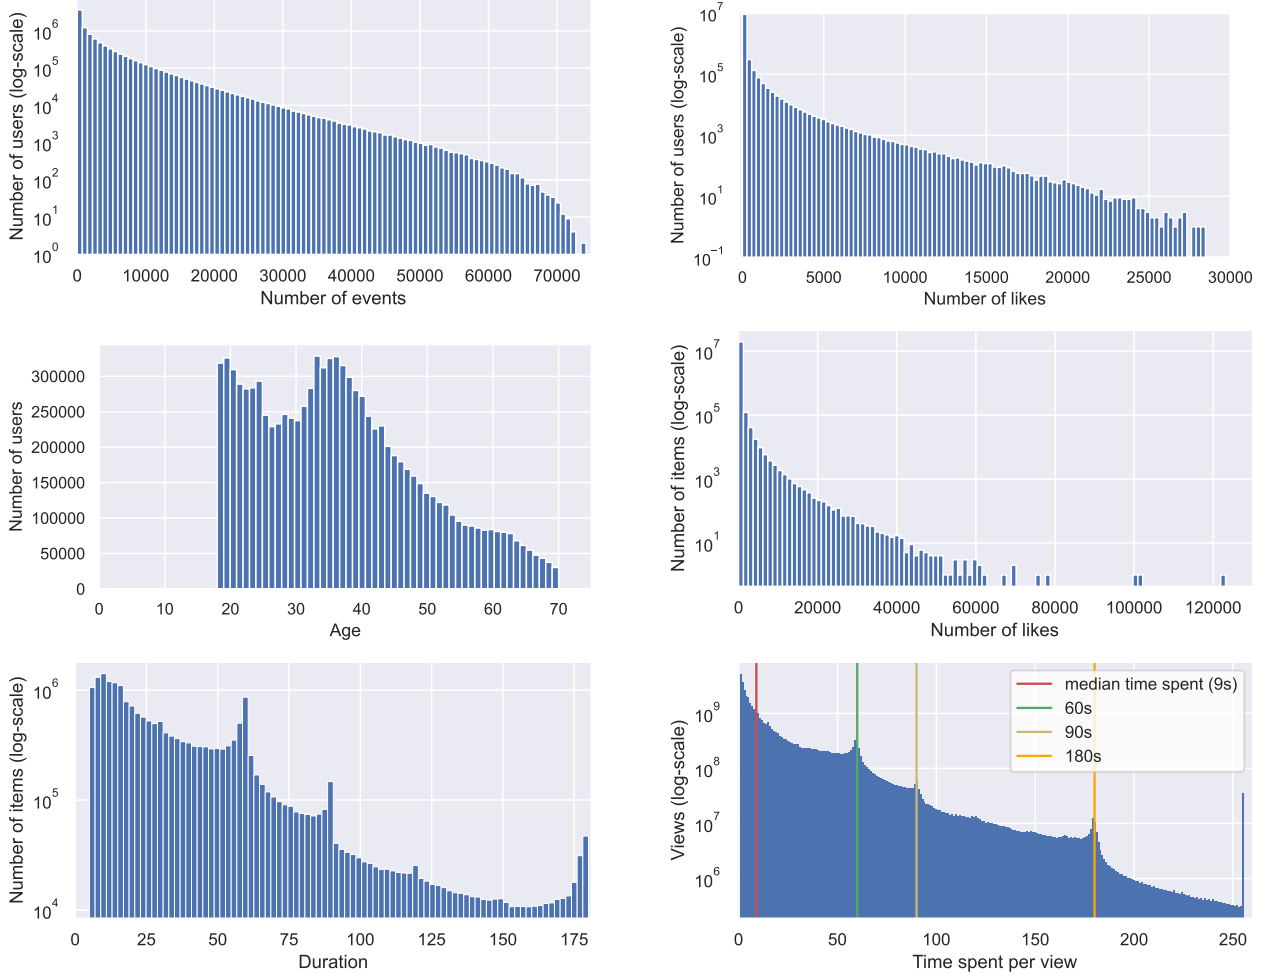 Number of users (log-scale)
10^6
10^5
10^4
10^3
10^2
10^1
10^0
0 10000 20000 30000 40000 50000 60000 70000
Number of events
Number of users (log-scale)
10^7
10^5
10^3
10^1
10^−1
0 5000 10000 15000 20000 25000 30000
Number of likes
Number of users
300000
250000
200000
150000
100000
50000
0
0 10 20 30 40 50 60 70
Age
Number of items (log-scale)
10^7
10^5
10^3
10^1
0 20000 40000 60000 80000 100000 120000
Number of likes
Number of items (log-scale)
10^6
10^5
10^4
0 25 50 75 100 125 150 175
Duration
Views (log-scale)
10^9
10^8
10^7
10^6
median time spent (9s)
60s
90s
180s
0 50 100 150 200 250
Time spent per view